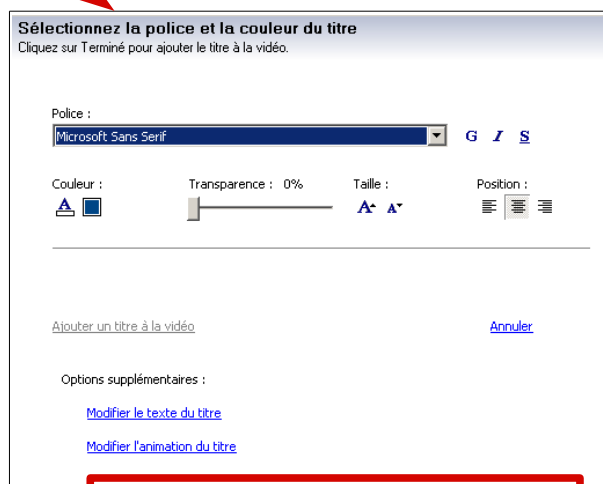 Sélectionnez la police et la couleur du titre
Cliquez sur Terminé pour ajouter le titre à la vidéo.
Police :
Microsoft Sans Serif G I S
Couleur : Transparence : 0% Taille : Position :
A A A
Ajouter un titre à la vidéo Annuler
Options supplémentaires :
Modifier le texte du titre
Modifier l'animation du titre